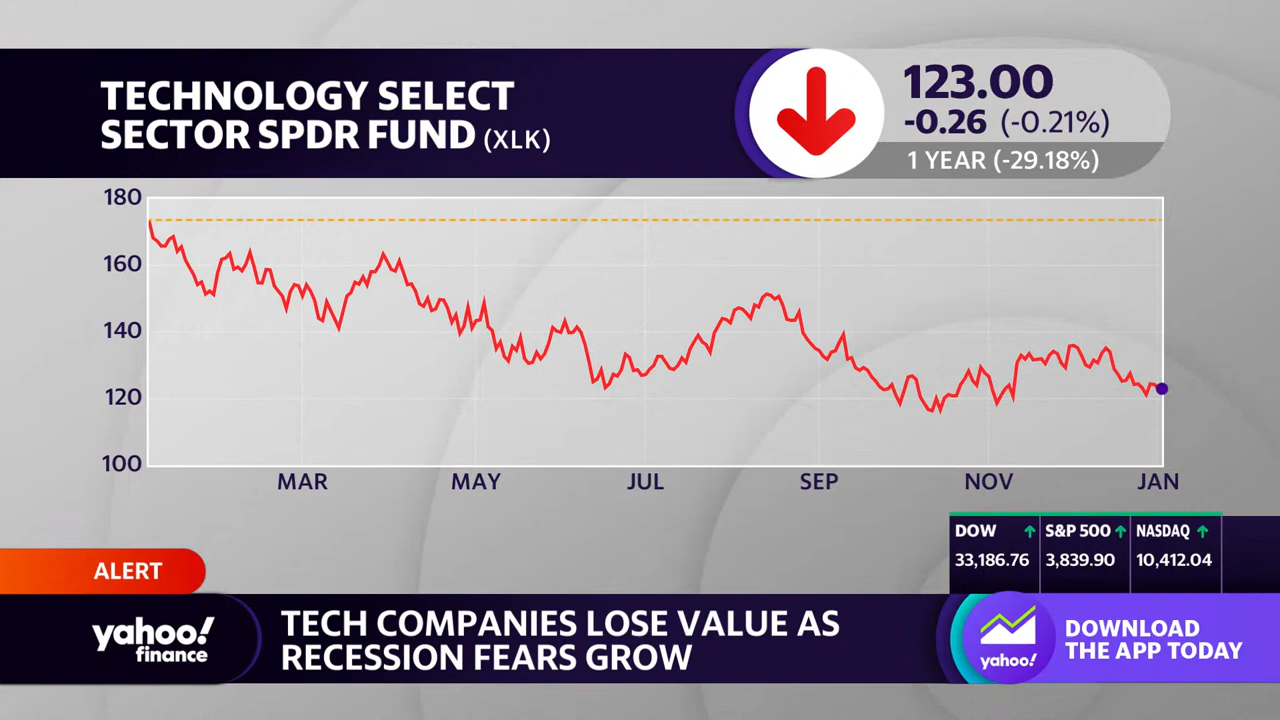 TECHNOLOGY SELECT
SECTOR SPDR FUND (XLK)
123.00
-0.26 (-0.21%)
1 YEAR (-29.18%)
180
160
140
120
100
MAR MAY JUL SEP NOV JAN
DOW S&P 500 NASDAQ
33,186.76 3,839.90 10,412.04
ALERT
yahoo!
finance
TECH COMPANIES LOSE VALUE AS
RECESSION FEARS GROW
yahoo!
DOWNLOAD
THE APP TODAY